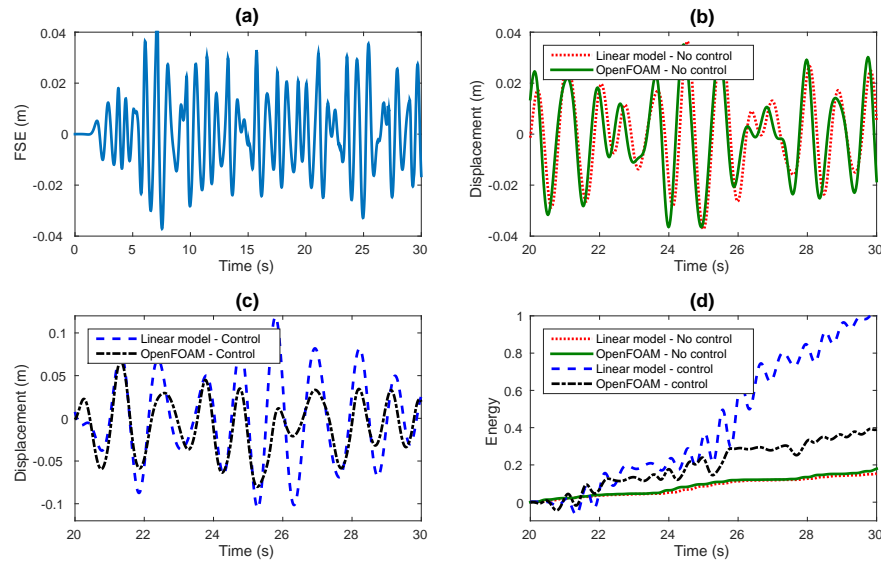 (a)
0.04
0.02
0
-0.02
-0.04
FSE (m)
0 5 10 15 20 25 30
Time (s)
(b)
0.04
0.02
0
-0.02
-0.04
Displacement (m)
Linear model - No control
OpenFOAM - No control
20 22 24 26 28 30
Time (s)
(c)
0.1
0.05
0
-0.05
-0.1
Displacement (m)
Linear model - Control
OpenFOAM - Control
20 22 24 26 28 30
Time (s)
(d)
1
0.8
0.6
0.4
0.2
0
Energy
Linear model - No control
OpenFOAM - No control
Linear model - control
OpenFOAM - control
20 22 24 26 28 30
Time (s)